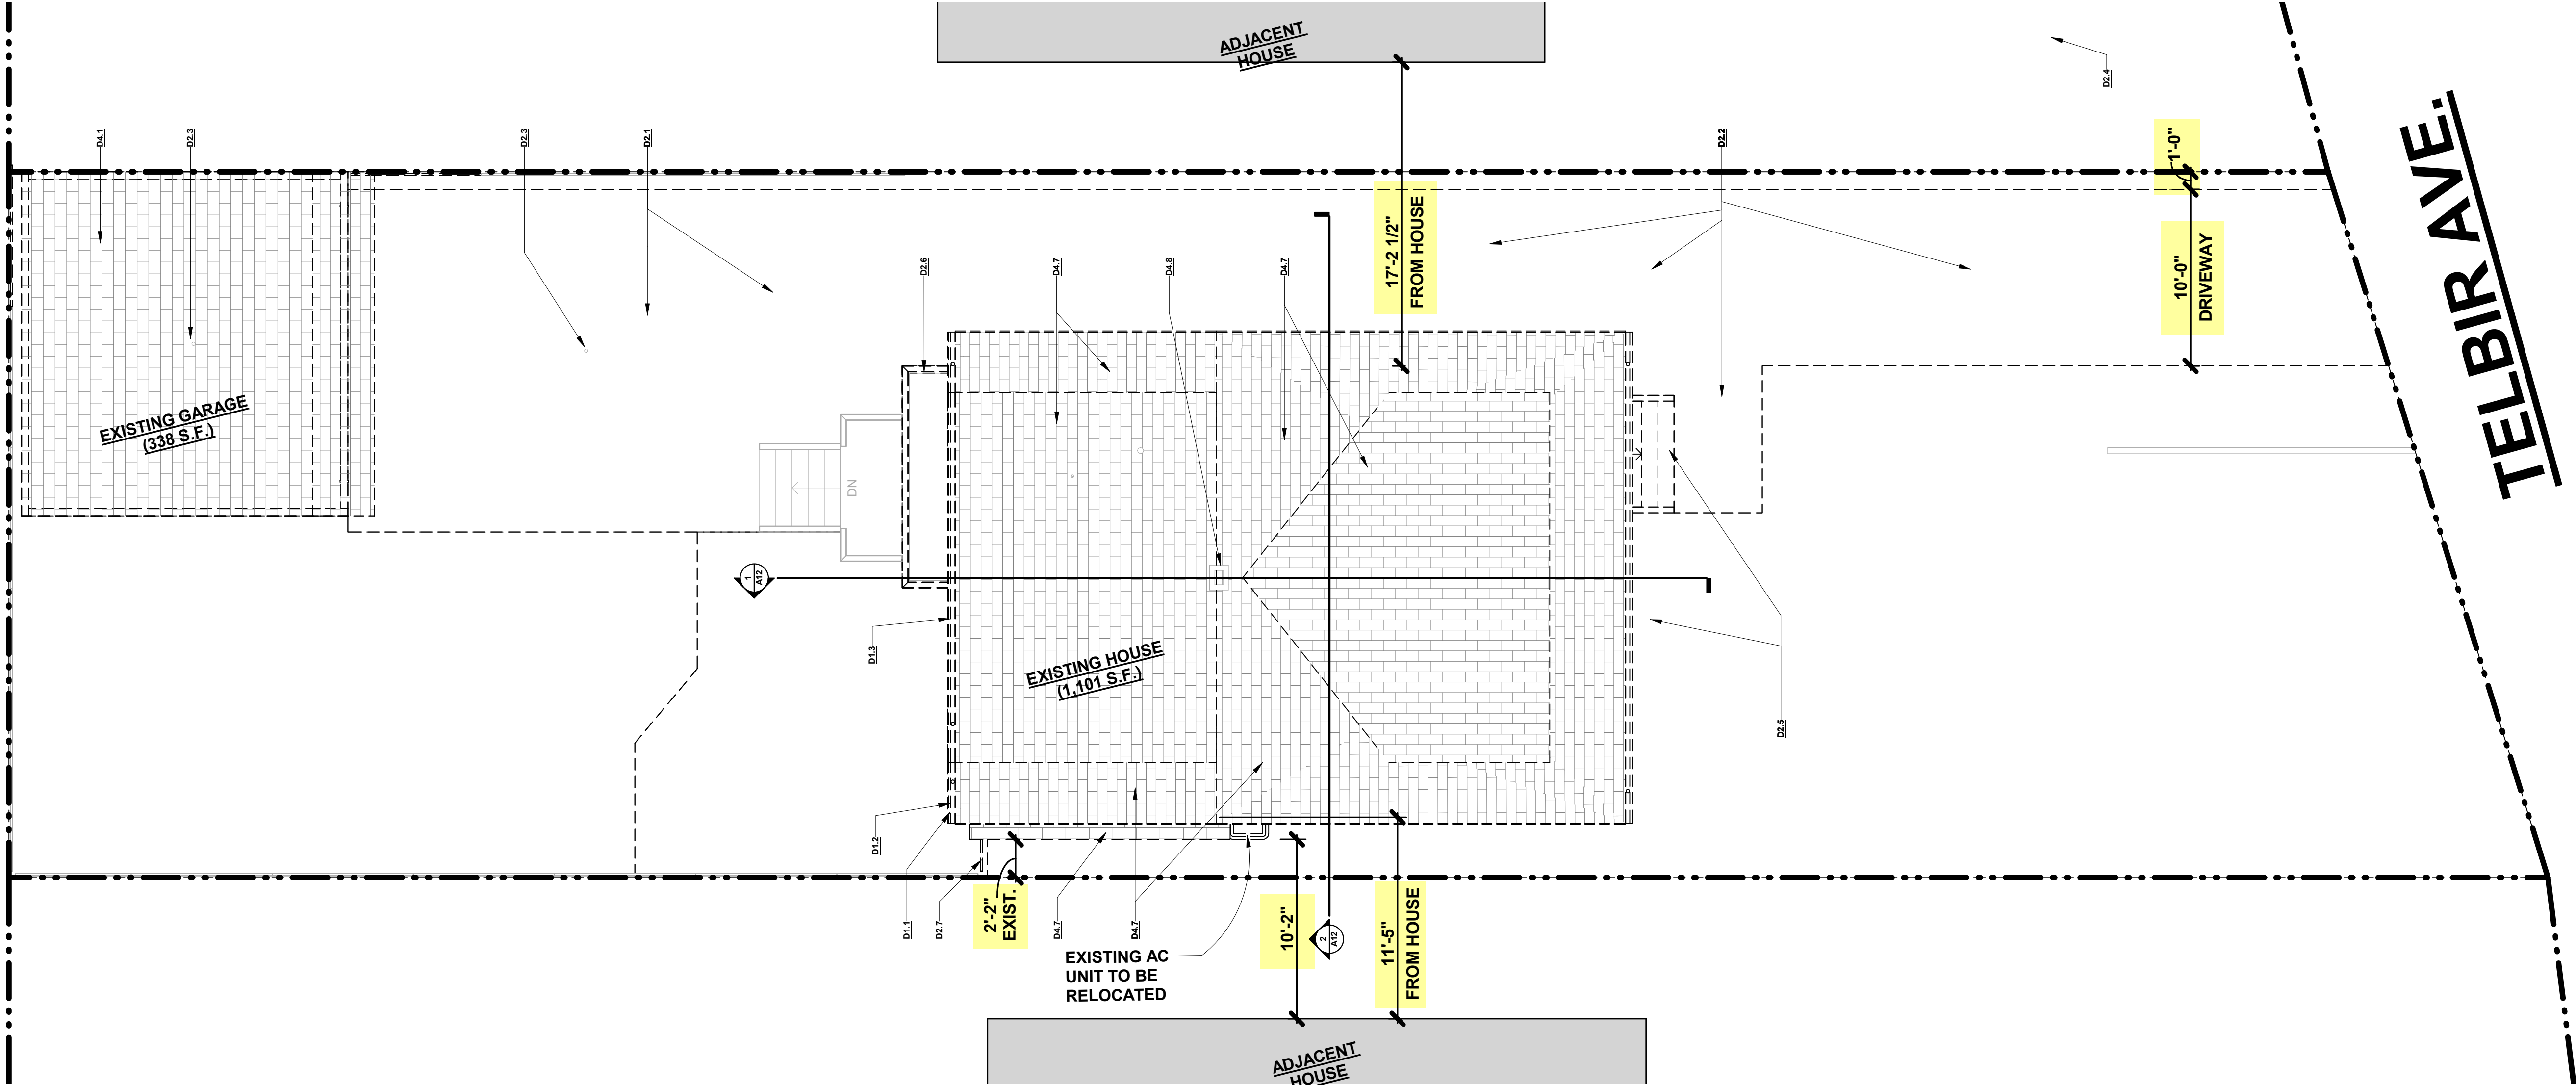 ADJACENT
HOUSE
D2.4
TELBIR AVE.
D4.1
D2.3
D2.3
D2.1
D2.2
1'-0"
10'-0"
DRIVEWAY
17'-2 1/2"
FROM HOUSE
D2.6
D4.7
D4.8
D4.7
EXISTING GARAGE
(338 S.F.)
DN
1
A12
D1.3
EXISTING HOUSE
(1,101 S.F.)
D2.5
D1.2
D1.1
D2.7
2'-2"
EXIST.
D4.7
D4.7
EXISTING AC
UNIT TO BE
RELOCATED
10'-2"
2
A12
11'-5"
FROM HOUSE
ADJACENT
HOUSE